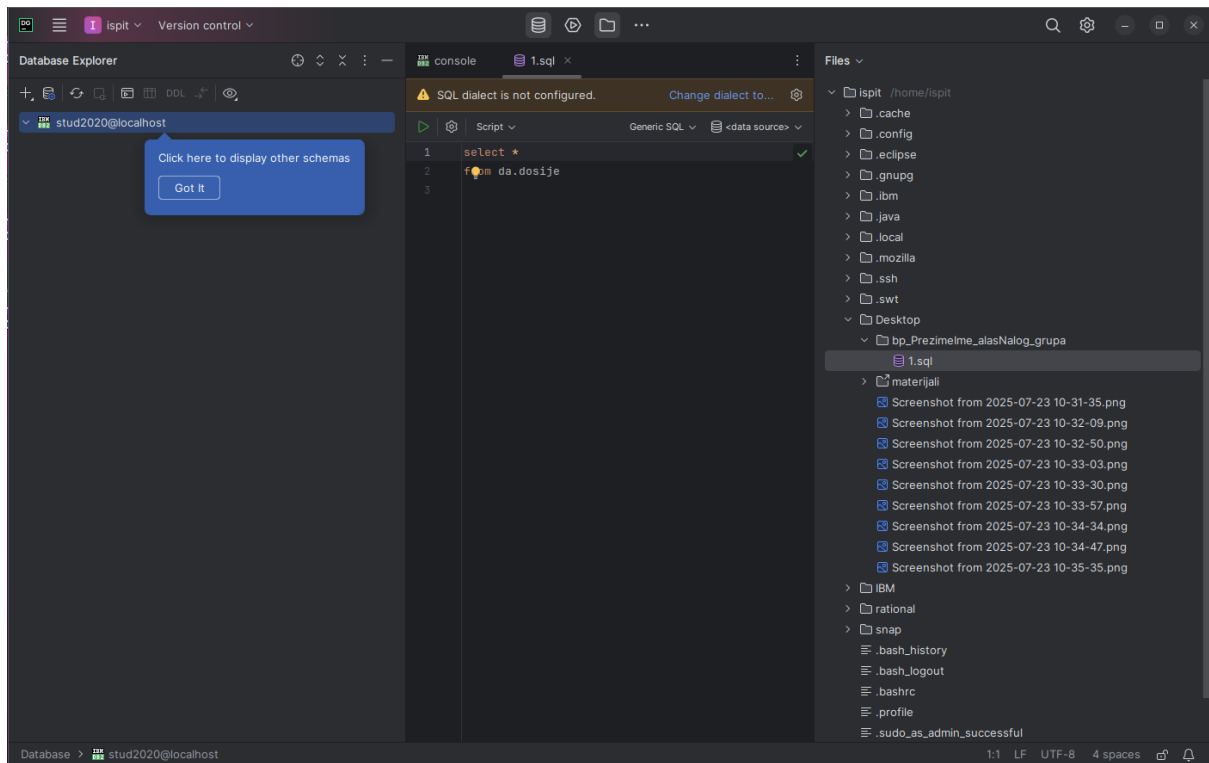 DG
I ispit Version control
Database Explorer
DDL
IBM DB2 stud2020@localhost
Click here to display other schemas
Got It
IBM DB2 console
1.sql
SQL dialect is not configured.
Change dialect to...
Script
Generic SQL
<data source>
1 select *
2 from da.dosije
3
Files
ispit /home/ispit
.cache
.config
.eclipse
.gnupg
.ibm
.java
.local
.mozilla
.ssh
.swt
Desktop
bp_PrezimeIme_alasNalog_grupa
1.sql
materijali
Screenshot from 2025-07-23 10-31-35.png
Screenshot from 2025-07-23 10-32-09.png
Screenshot from 2025-07-23 10-32-50.png
Screenshot from 2025-07-23 10-33-03.png
Screenshot from 2025-07-23 10-33-30.png
Screenshot from 2025-07-23 10-33-57.png
Screenshot from 2025-07-23 10-34-34.png
Screenshot from 2025-07-23 10-34-47.png
Screenshot from 2025-07-23 10-35-35.png
IBM
rational
snap
.bash_history
.bash_logout
.bashrc
.profile
.sudo_as_admin_successful
Database > IBM DB2 stud2020@localhost
1:1 LF UTF-8 4 spaces